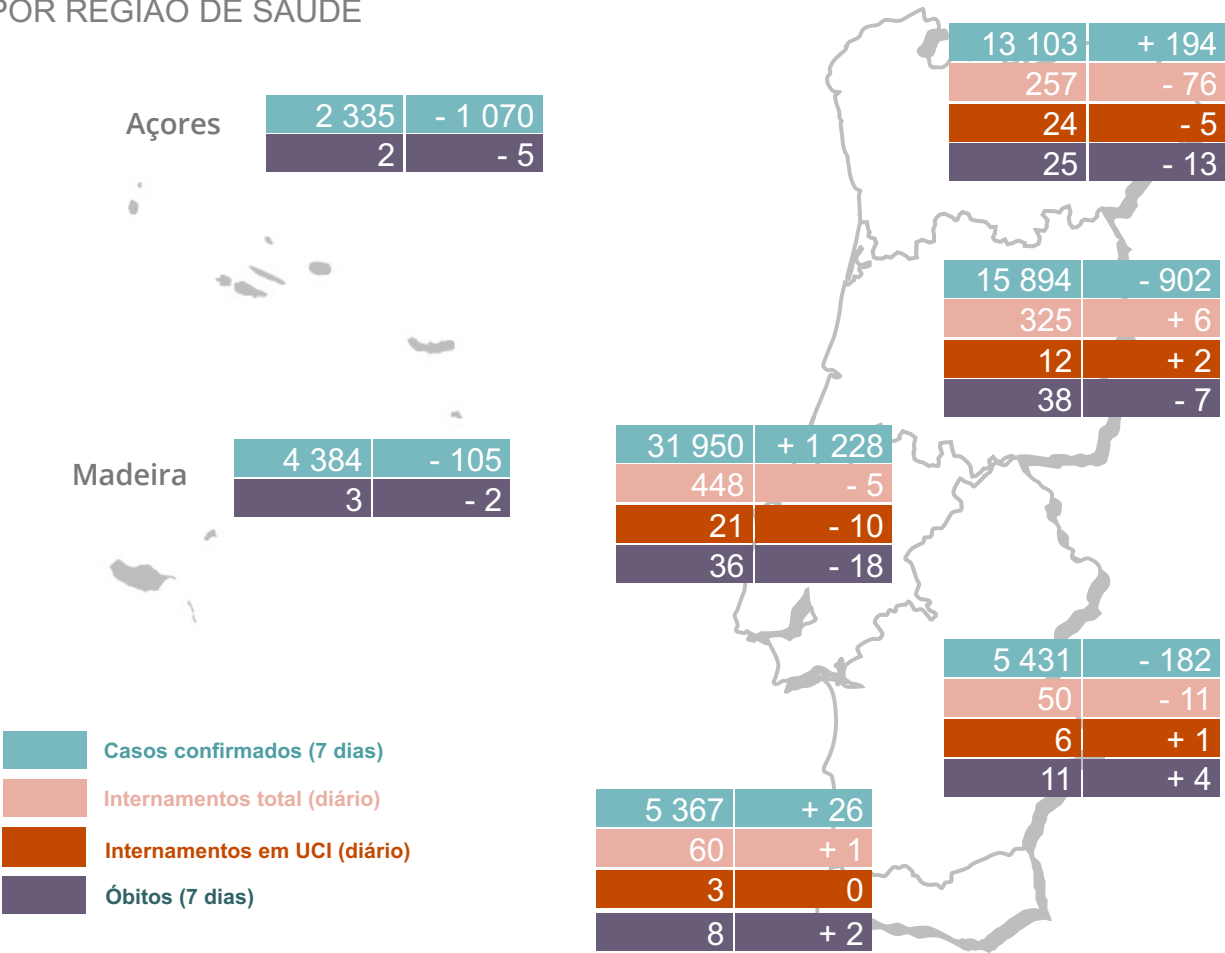 POR REGIÃO DE SAÚDE
13 103 + 194
257 - 76
24 - 5
25 - 13
Açores
2 335 - 1 070
2 - 5
15 894 - 902
325 + 6
12 + 2
38 - 7
Madeira
4 384 - 105
3 - 2
31 950 + 1 228
448 - 5
21 - 10
36 - 18
5 431 - 182
50 - 11
6 + 1
11 + 4
Casos confirmados (7 dias)
Internamentos total (diário)
Internamentos em UCI (diário)
Óbitos (7 dias)
5 367 + 26
60 + 1
3 0
8 + 2